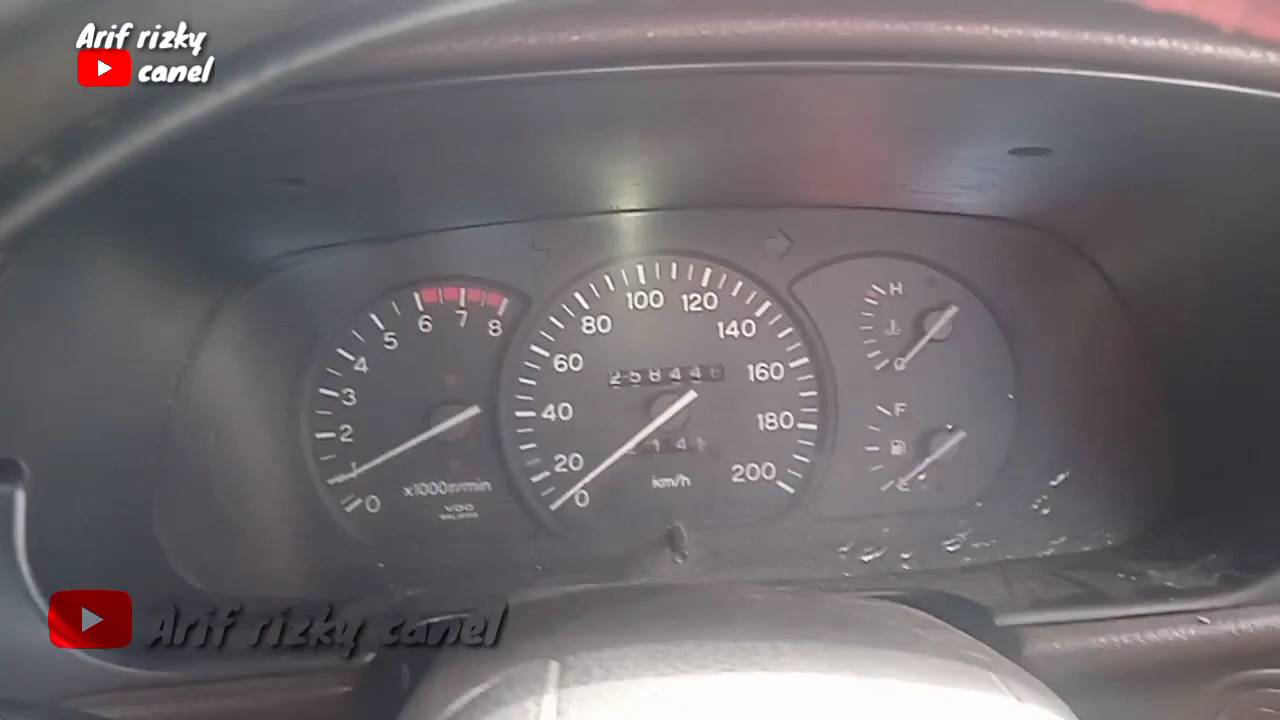 Arif rizky
canel
6 7 8
5
4
3
2
1
0
x1000r/min
VDO
100 120
80
140
60
160
258446
40
180
20
200
0
km/h
H
C
F
E
Arif rizky canel